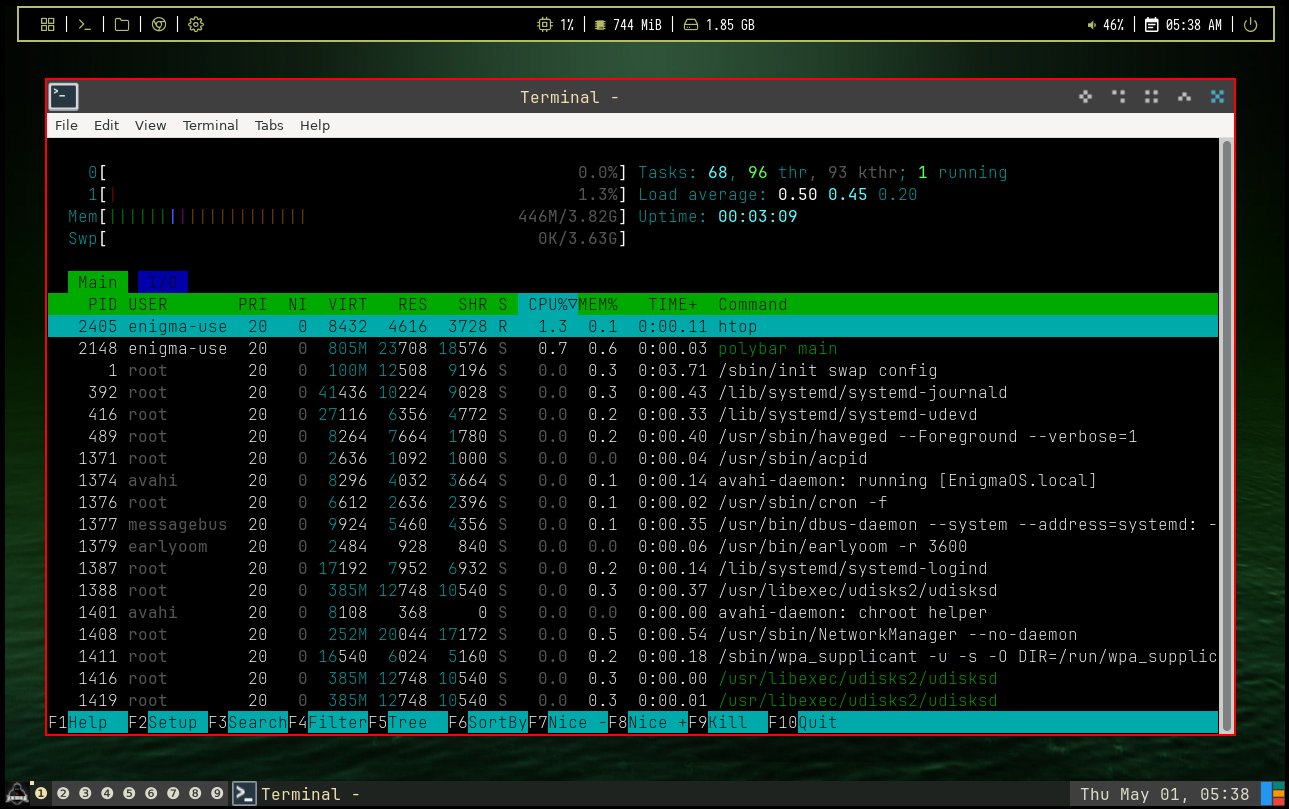 1% 744 MiB 1.85 GB 46% 05:38 AM
Terminal -
File Edit View Terminal Tabs Help
0[ 0.0%] Tasks: 68, 96 thr, 93 kthr; 1 running
1[| 1.3%] Load average: 0.50 0.45 0.20
Mem[|||||||||||||||||||| 446M/3.82G] Uptime: 00:03:09
Swp[ 0K/3.63G]
Main I/O
PID USER PRI NI VIRT RES SHR S CPU%▽MEM% TIME+ Command
2405 enigma-use 20 0 8432 4616 3728 R 1.3 0.1 0:00.11 htop
2148 enigma-use 20 0 805M 23708 18576 S 0.7 0.6 0:00.03 polybar main
1 root 20 0 100M 12508 9196 S 0.0 0.3 0:03.71 /sbin/init swap config
392 root 20 0 41436 10224 9028 S 0.0 0.3 0:00.43 /lib/systemd/systemd-journald
416 root 20 0 27116 6356 4772 S 0.0 0.2 0:00.33 /lib/systemd/systemd-udevd
489 root 20 0 8264 7664 1780 S 0.0 0.2 0:00.40 /usr/sbin/haveged --Foreground --verbose=1
1371 root 20 0 2636 1092 1000 S 0.0 0.0 0:00.04 /usr/sbin/acpid
1374 avahi 20 0 8296 4032 3664 S 0.0 0.1 0:00.14 avahi-daemon: running [EnigmaOS.local]
1376 root 20 0 6612 2636 2396 S 0.0 0.1 0:00.02 /usr/sbin/cron -f
1377 messagebus 20 0 9924 5460 4356 S 0.0 0.1 0:00.35 /usr/bin/dbus-daemon --system --address=systemd: -
1379 earlyoom 20 0 2484 928 840 S 0.0 0.0 0:00.06 /usr/bin/earlyoom -r 3600
1387 root 20 0 17192 7952 6932 S 0.0 0.2 0:00.14 /lib/systemd/systemd-logind
1388 root 20 0 385M 12748 10540 S 0.0 0.3 0:00.37 /usr/libexec/udisks2/udisksd
1401 avahi 20 0 8108 368 0 S 0.0 0.0 0:00.00 avahi-daemon: chroot helper
1408 root 20 0 252M 20044 17172 S 0.0 0.5 0:00.54 /usr/sbin/NetworkManager --no-daemon
1411 root 20 0 16540 6024 5160 S 0.0 0.2 0:00.18 /sbin/wpa_supplicant -u -s -O DIR=/run/wpa_supplic
1416 root 20 0 385M 12748 10540 S 0.0 0.3 0:00.00 /usr/libexec/udisks2/udisksd
1419 root 20 0 385M 12748 10540 S 0.0 0.3 0:00.01 /usr/libexec/udisks2/udisksd
F1Help F2Setup F3SearchF4FilterF5Tree F6SortByF7Nice -F8Nice +F9Kill F10Quit
1 2 3 4 5 6 7 8 9 Terminal - Thu May 01, 05:38